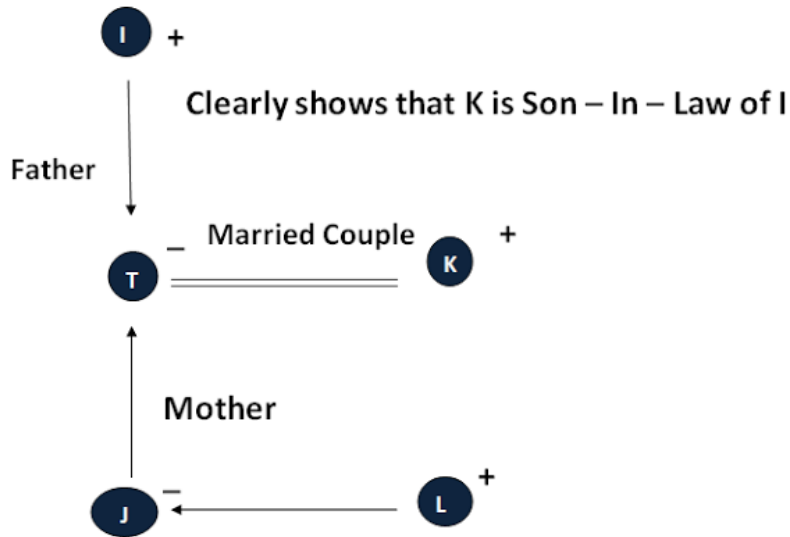 I +
Clearly shows that K is Son – In – Law of I
Father
T – Married Couple K +
Mother
J – L +